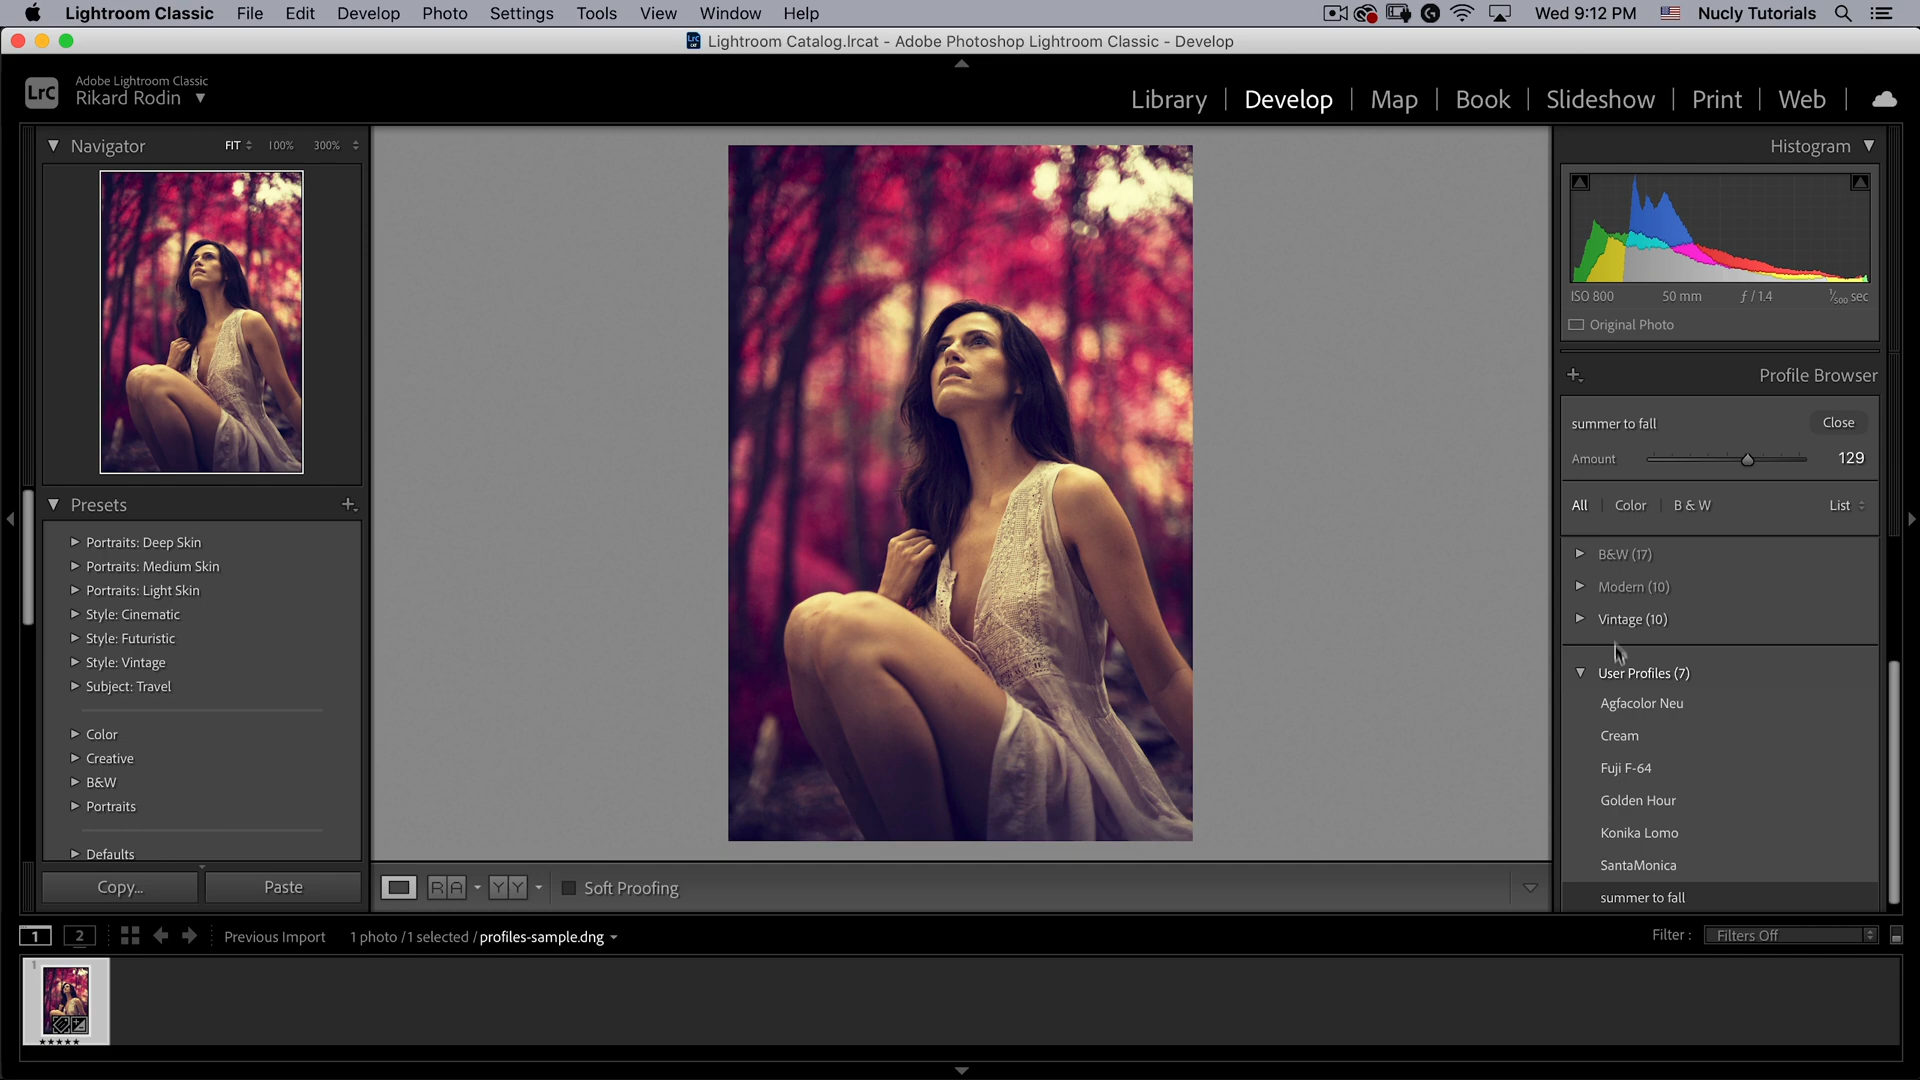 Lightroom Classic File Edit Develop Photo Settings Tools View Window Help Wed 9:12 PM Nucly Tutorials
LrC Lightroom Catalog.lrcat - Adobe Photoshop Lightroom Classic - Develop
LrC Adobe Lightroom Classic
Rikard Rodin
Library | Develop | Map | Book | Slideshow | Print | Web
Navigator FIT 100% 300%
Presets
Portraits: Deep Skin
Portraits: Medium Skin
Portraits: Light Skin
Style: Cinematic
Style: Futuristic
Style: Vintage
Subject: Travel
Color
Creative
B&W
Portraits
Defaults
Copy... Paste
R A Y Y Soft Proofing
Histogram
ISO 800 50 mm ƒ / 1.4 1/500 sec
Original Photo
Profile Browser
summer to fall Close
Amount 129
All | Color | B & W List
B&W (17)
Modern (10)
Vintage (10)
User Profiles (7)
Agfacolor Neu
Cream
Fuji F-64
Golden Hour
Konika Lomo
SantaMonica
summer to fall
1 2 Previous Import 1 photo / 1 selected / profiles-sample.dng Filter : Filters Off
1